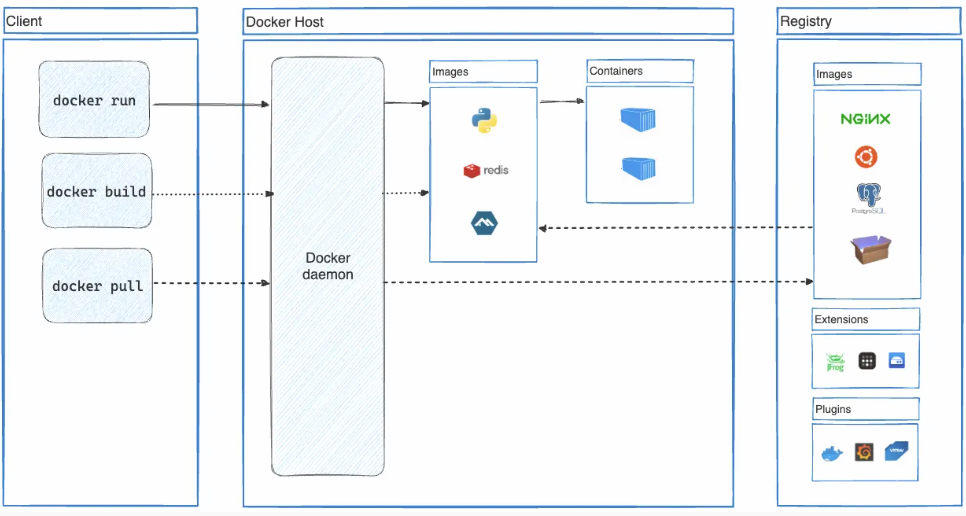 Client
Docker Host
Registry
docker run
docker build
docker pull
Docker
daemon
Images
redis
Containers
Images
NGINX
PostgreSQL
Extensions
JFrog
Plugins